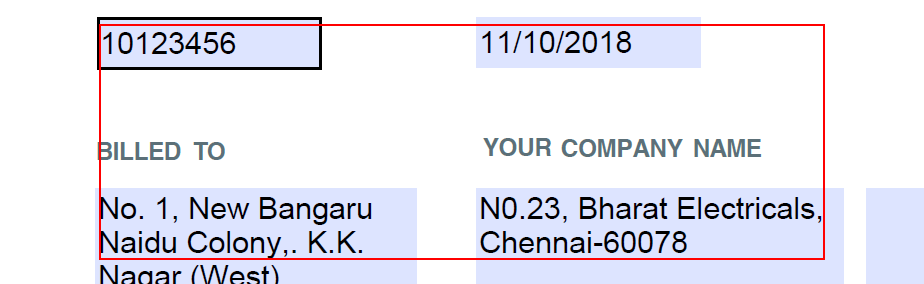 10123456
11/10/2018
BILLED TO
YOUR COMPANY NAME
No. 1, New Bangaru
Naidu Colony,. K.K.
Nagar (West)
N0.23, Bharat Electricals,
Chennai-60078